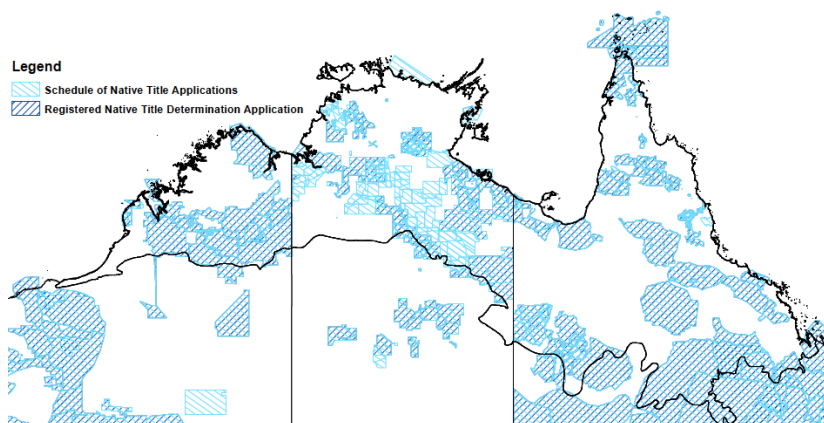 Legend
Schedule of Native Title Applications
Registered Native Title Determination Application